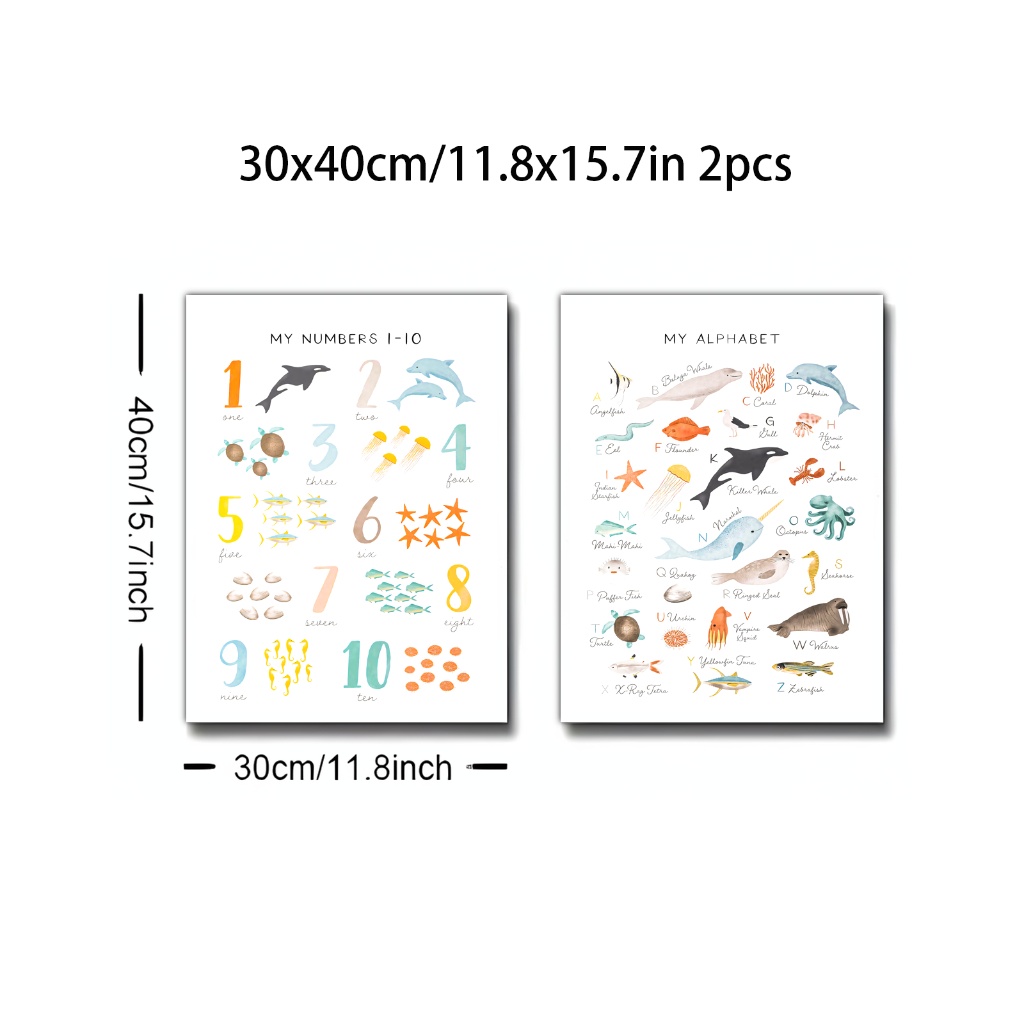 30x40cm/11.8x15.7in 2pcs
40cm/15.7inch
30cm/11.8inch
MY NUMBERS 1-10
1
one
2
two
3
three
4
four
5
five
6
six
7
seven
8
eight
9
nine
10
ten
MY ALPHABET
A
Angelfish
B Beluga Whale
C Coral
D Dolphin
E Eel
F Flounder
G
Gull
H
Hermit
Crab
I
Indian
Starfish
J
Jellyfish
K
Killer Whale
L
Lobster
M
Mahi Mahi
N Narwhal
O
Octopus
P Puffer Fish
Q Quahog
R Ringed Seal
S
Seahorse
T
Turtle
U Urchin
V
Vampire
Squid
W Walrus
X X-Ray Tetra
Y Yellowfin Tuna
Z Zebrafish